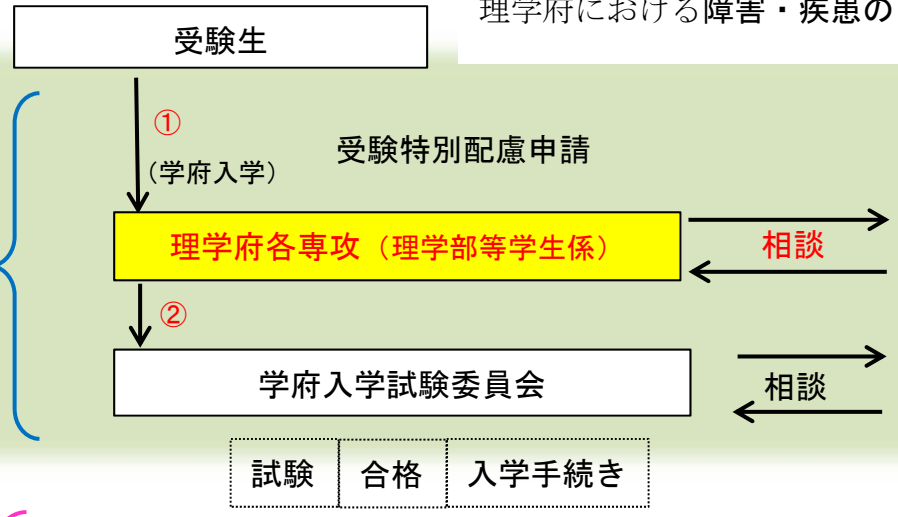 理学府における障害・疾患の
受験生
①
(学府入学)
受験特別配慮申請
理学府各専攻（理学部等学生係）
相談
②
学府入学試験委員会
相談
試験
合格
入学手続き